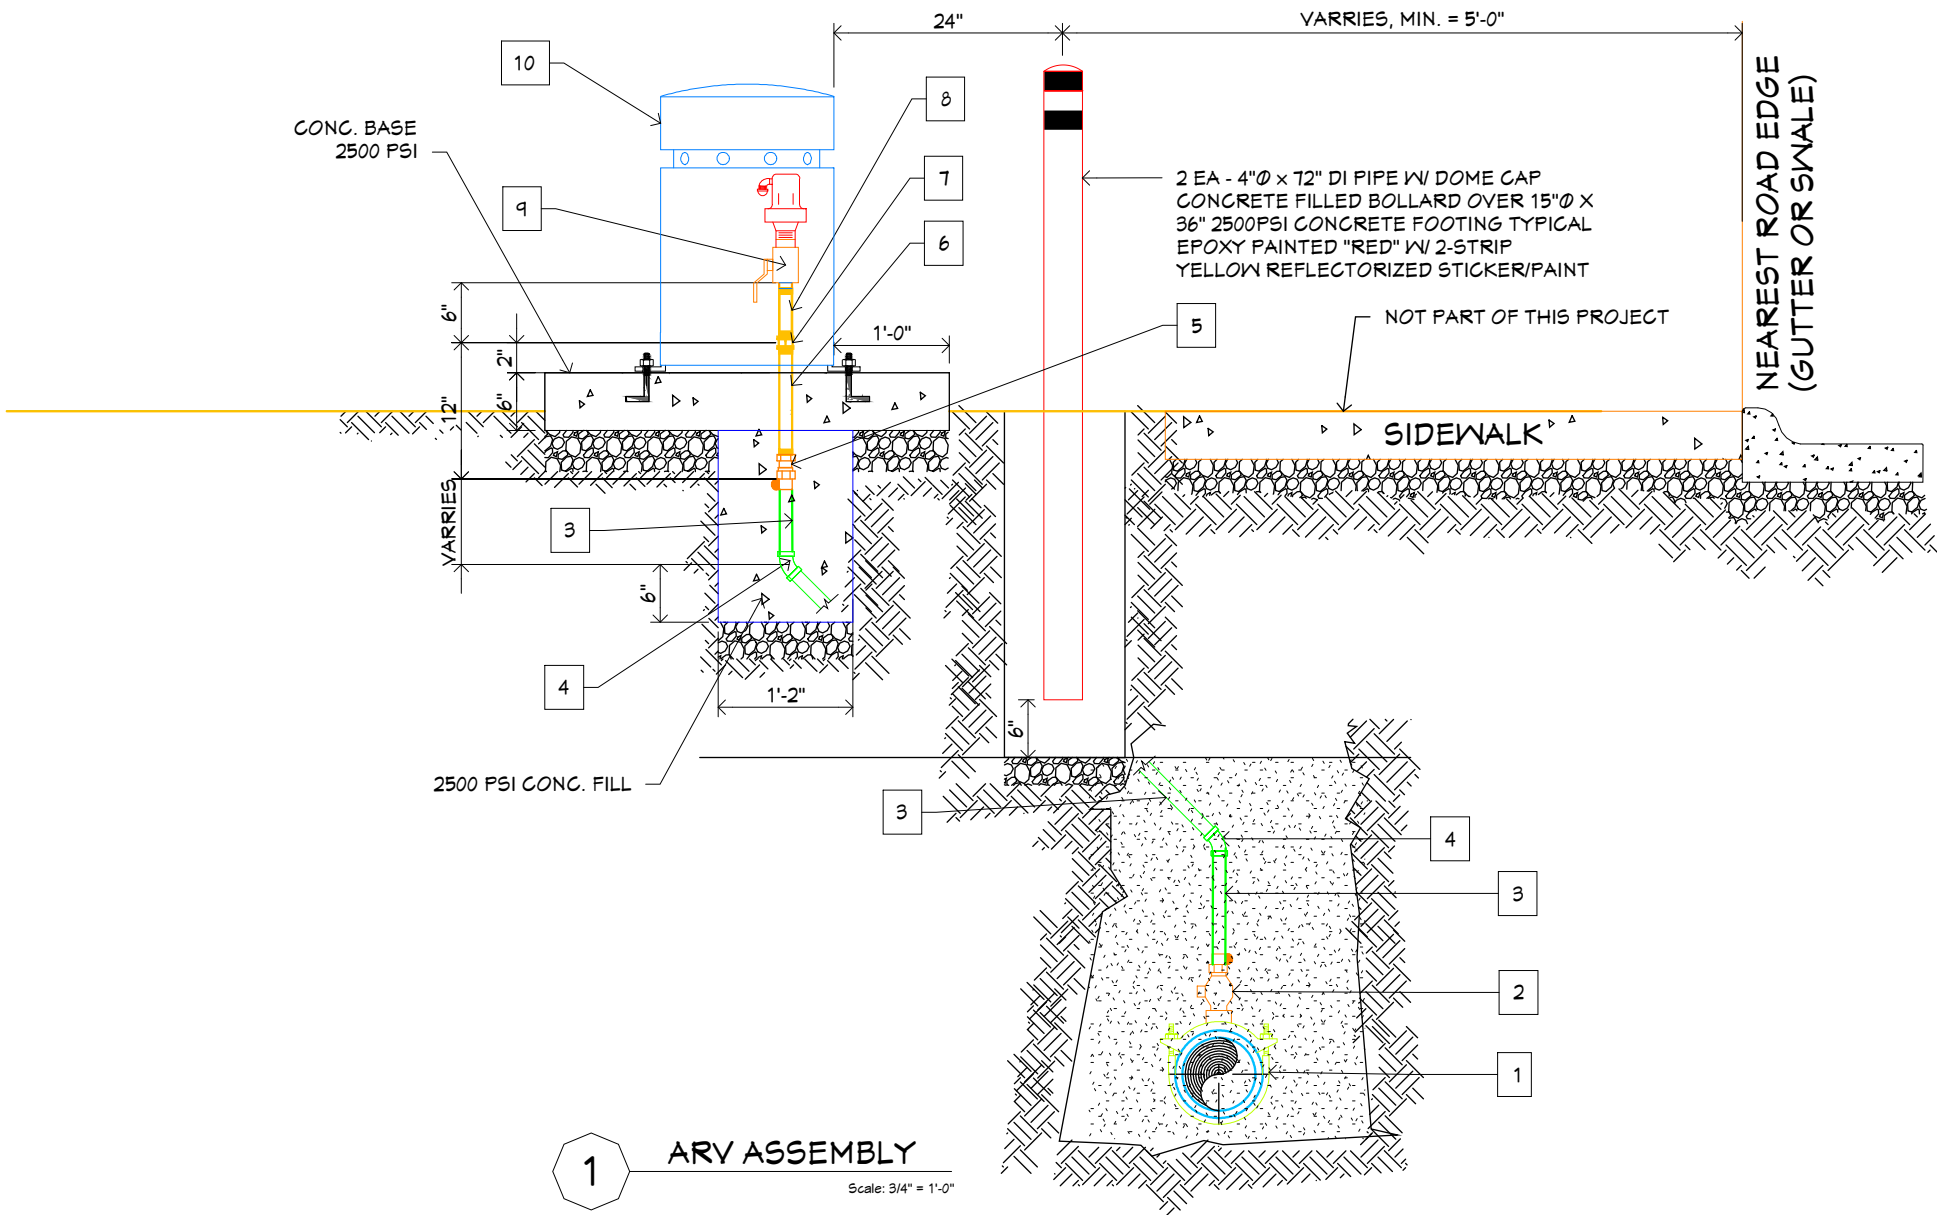 24"
VARRIES, MIN. = 5'-0"
10
8
CONC. BASE
2500 PSI
NEAREST ROAD EDGE
(GUTTER OR SWALE)
7
2 EA - 4"Ø x 72" DI PIPE W/ DOME CAP
CONCRETE FILLED BOLLARD OVER 15"Ø X
36" 2500PSI CONCRETE FOOTING TYPICAL
EPOXY PAINTED "RED" W/ 2-STRIP
YELLOW REFLECTORIZED STICKER/PAINT
9
6
6"
5
NOT PART OF THIS PROJECT
1'-0"
2"
12"
6"
SIDEWALK
VARRIES
3
6"
4
1'-2"
6"
2500 PSI CONC. FILL
3
4
3
2
1
1
ARV ASSEMBLY
Scale: 3/4" = 1'-0"